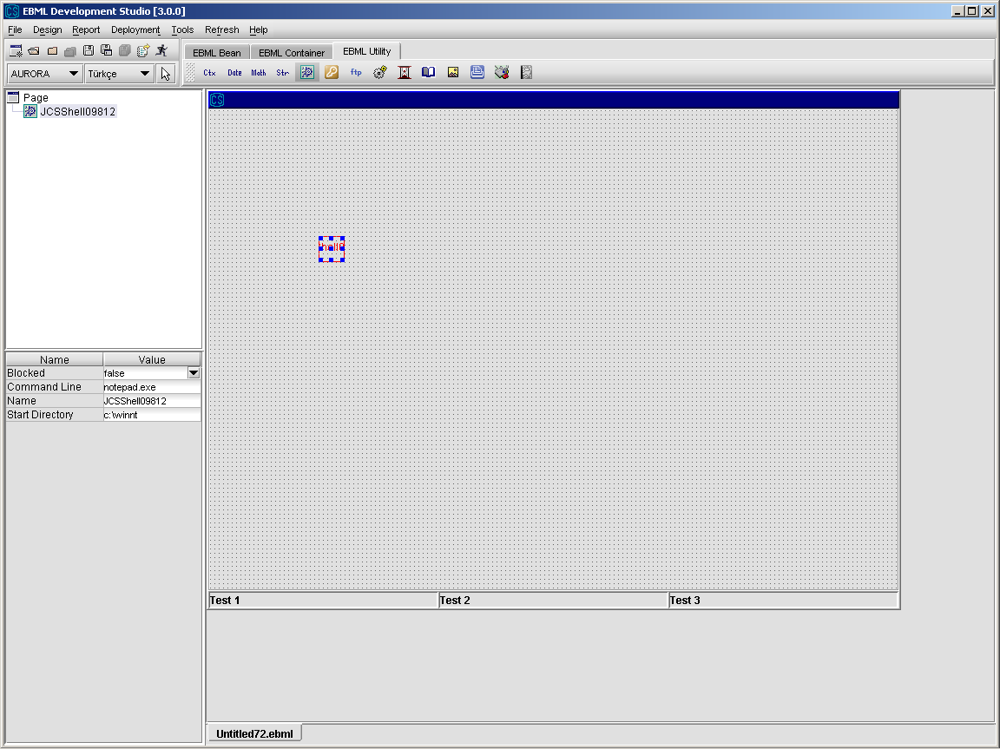 CS EBML Development Studio [3.0.0]
File Design Report Deployment Tools Refresh Help
EBML Bean EBML Container EBML Utility
AURORA Türkçe
Ctx Date Math Str ftp
Page
JCSShell09812
CS
Name Value
Blocked false
Command Line notepad.exe
Name JCSShell09812
Start Directory c:\winnt
Test 1 Test 2 Test 3
Untitled72.ebml